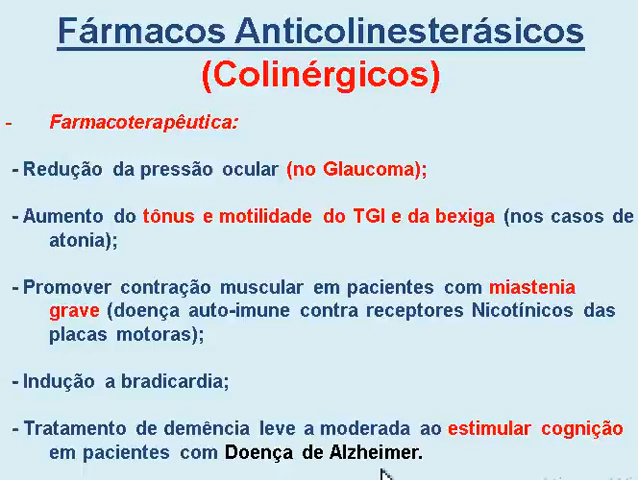 Fármacos Anticolinesterásicos
(Colinérgicos)
- Farmacoterapêutica:
- Redução da pressão ocular (no Glaucoma);
- Aumento do tônus e motilidade do TGI e da bexiga (nos casos de
atonia);
- Promover contração muscular em pacientes com miastenia
grave (doença auto-imune contra receptores Nicotínicos das
placas motoras);
- Indução a bradicardia;
- Tratamento de demência leve a moderada ao estimular cognição
em pacientes com Doença de Alzheimer.